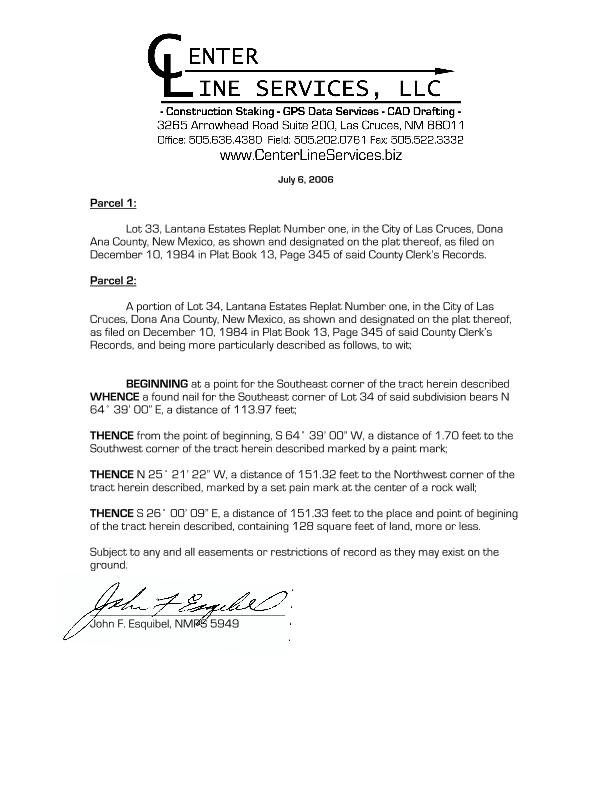 CENTER
LINE SERVICES, LLC
- Construction Staking - GPS Data Services - CAD Drafting -
3265 Arrowhead Road Suite 200, Las Cruces, NM 88011
Office: 505.636.4380 Field: 505.202.0761 Fax: 505.522.3332
www.CenterLineServices.biz
July 6, 2006
Parcel 1:
Lot 33, Lantana Estates Replat Number one, in the City of Las Cruces, Dona
Ana County, New Mexico, as shown and designated on the plat thereof, as filed on
December 10, 1984 in Plat Book 13, Page 345 of said County Clerk's Records.
Parcel 2:
A portion of Lot 34, Lantana Estates Replat Number one, in the City of Las
Cruces, Dona Ana County, New Mexico, as shown and designated on the plat thereof,
as filed on December 10, 1984 in Plat Book 13, Page 345 of said County Clerk's
Records, and being more particularly described as follows, to wit;
BEGINNING at a point for the Southeast corner of the tract herein described
WHENCE a found nail for the Southeast corner of Lot 34 of said subdivision bears N
64° 39' 00" E, a distance of 113.97 feet;
THENCE from the point of beginning, S 64° 39' 00" W, a distance of 1.70 feet to the
Southwest corner of the tract herein described marked by a paint mark;
THENCE N 25° 21' 22" W, a distance of 151.32 feet to the Northwest corner of the
tract herein described, marked by a set pain mark at the center of a rock wall;
THENCE S 26° 00' 09" E, a distance of 151.33 feet to the place and point of begining
of the tract herein described, containing 128 square feet of land, more or less.
Subject to any and all easements or restrictions of record as they may exist on the
ground.
John F Esquibel
John F. Esquibel, NMPS 5949